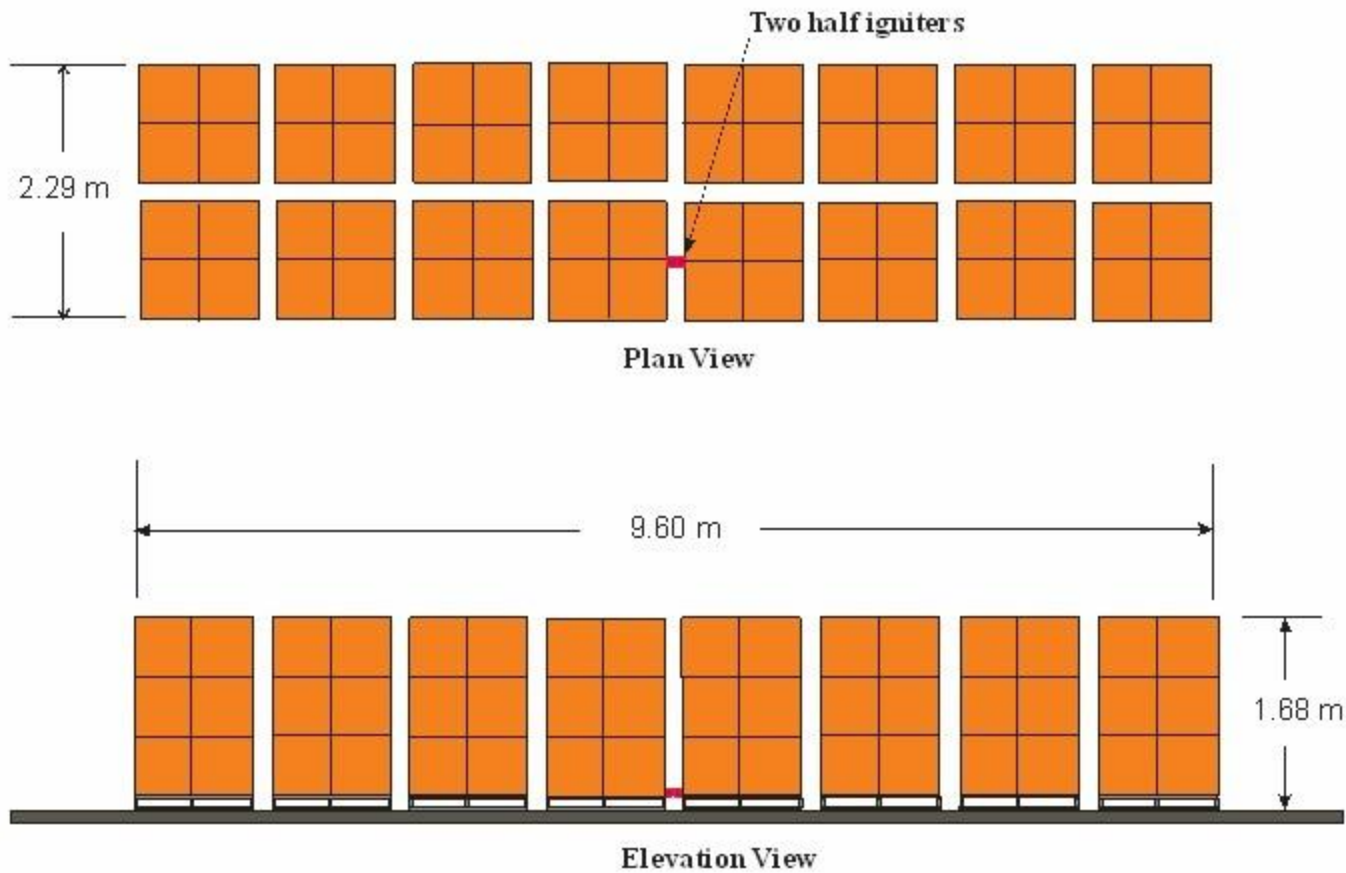 Two half igniters
2.29 m
Plan View
9.60 m
1.68 m
Elevation View